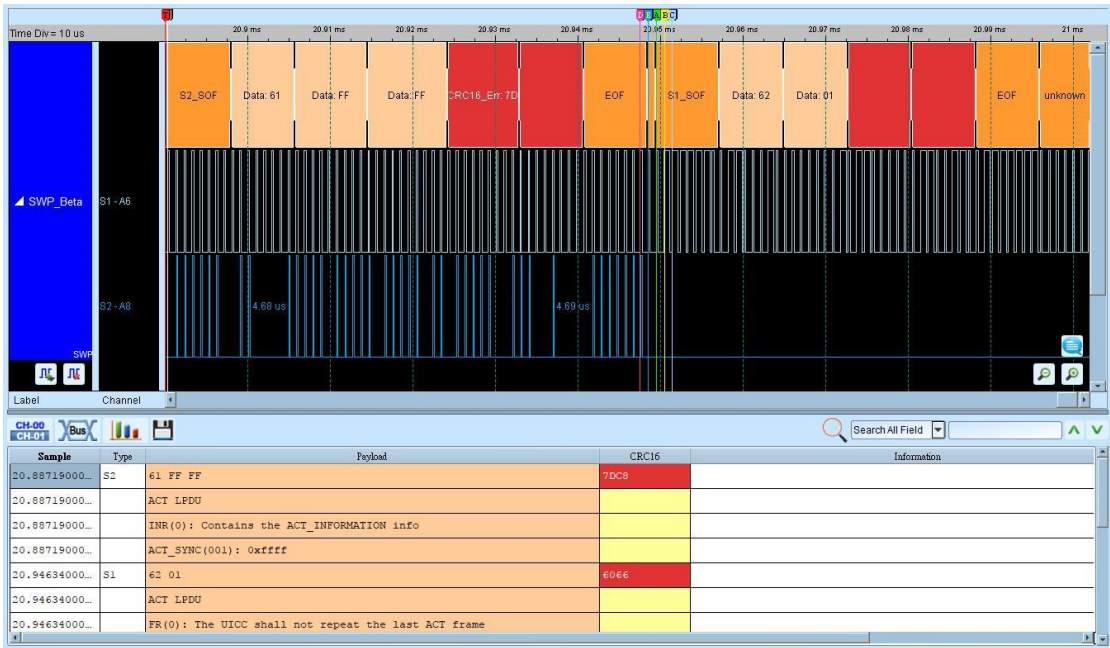 D B A B C
Time Div = 10 us
20.9 ms 20.91 ms 20.92 ms 20.93 ms 20.94 ms 20.95 ms 20.96 ms 20.97 ms 20.98 ms 20.99 ms 21 ms
S2_SOF Data: 61 Data: FF Data: FF CRC16_Err: 7D EOF S1_SOF Data: 62 Data: 01 EOF unknown
SWP_Beta S1 - A6
S2 - A8 4.68 us 4.69 us
SWP
Label Channel
CH-00
CH-01 Bus Search All Field
Sample Type Payload CRC16 Information
20.88719000... S2 61 FF FF 7DC8
20.88719000... ACT LPDU
20.88719000... INR(0): Contains the ACT_INFORMATION info
20.88719000... ACT_SYNC(001): 0xffff
20.94634000... S1 62 01 6066
20.94634000... ACT LPDU
20.94634000... FR(0): The UICC shall not repeat the last ACT frame